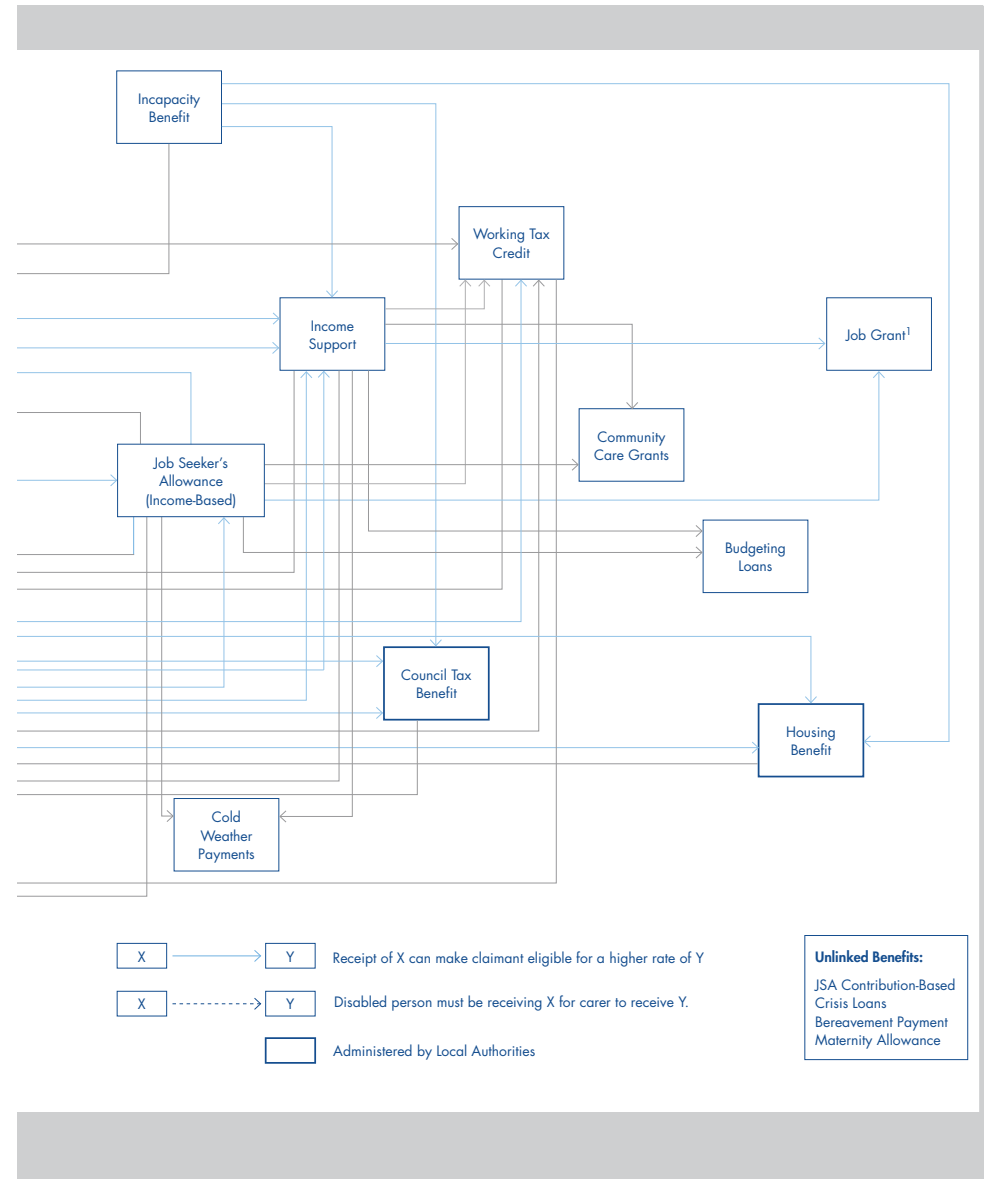 Incapacity
Benefit
Working Tax
Credit
Income
Support
Job Grant1
Community
Care Grants
Job Seeker's
Allowance
(Income-Based)
Budgeting
Loans
Council Tax
Benefit
Housing
Benefit
Cold
Weather
Payments
X Y Receipt of X can make claimant eligible for a higher rate of Y
X Y Disabled person must be receiving X for carer to receive Y.
Administered by Local Authorities
Unlinked Benefits:
JSA Contribution-Based
Crisis Loans
Bereavement Payment
Maternity Allowance